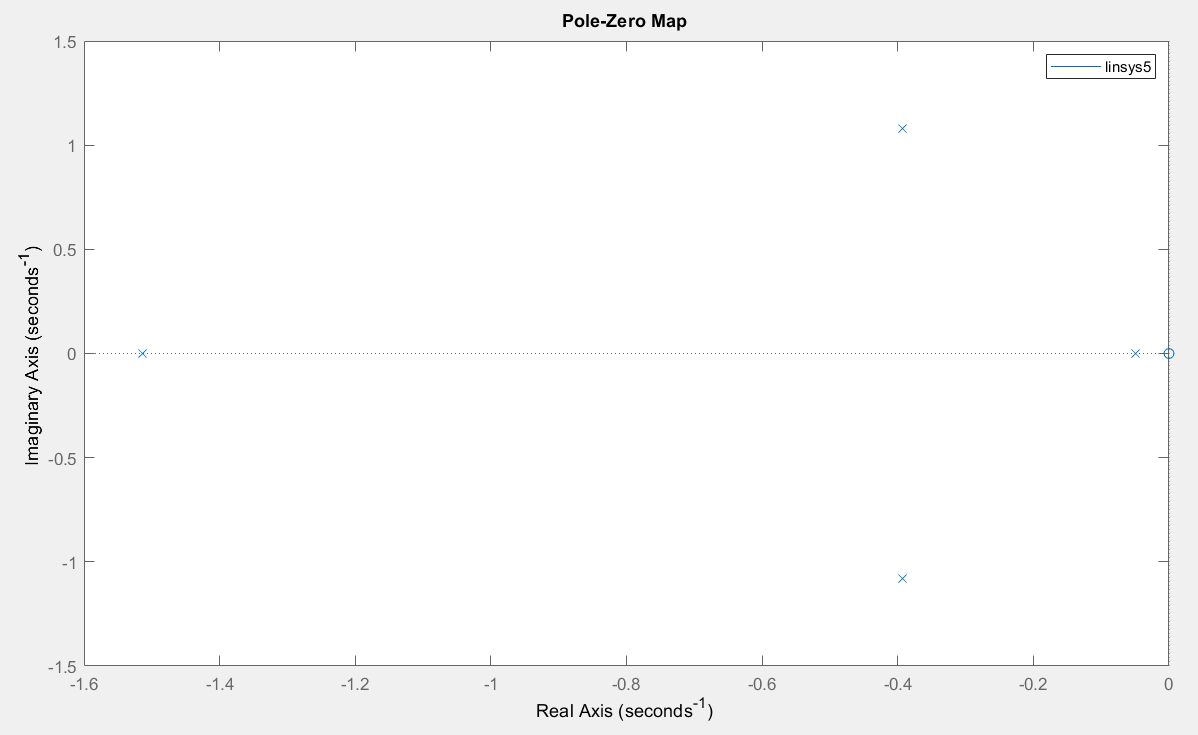 Pole-Zero Map
linsys5
1.5
1
0.5
0
-0.5
-1
-1.5
Imaginary Axis (seconds⁻¹)
-1.6 -1.4 -1.2 -1 -0.8 -0.6 -0.4 -0.2 0
Real Axis (seconds⁻¹)